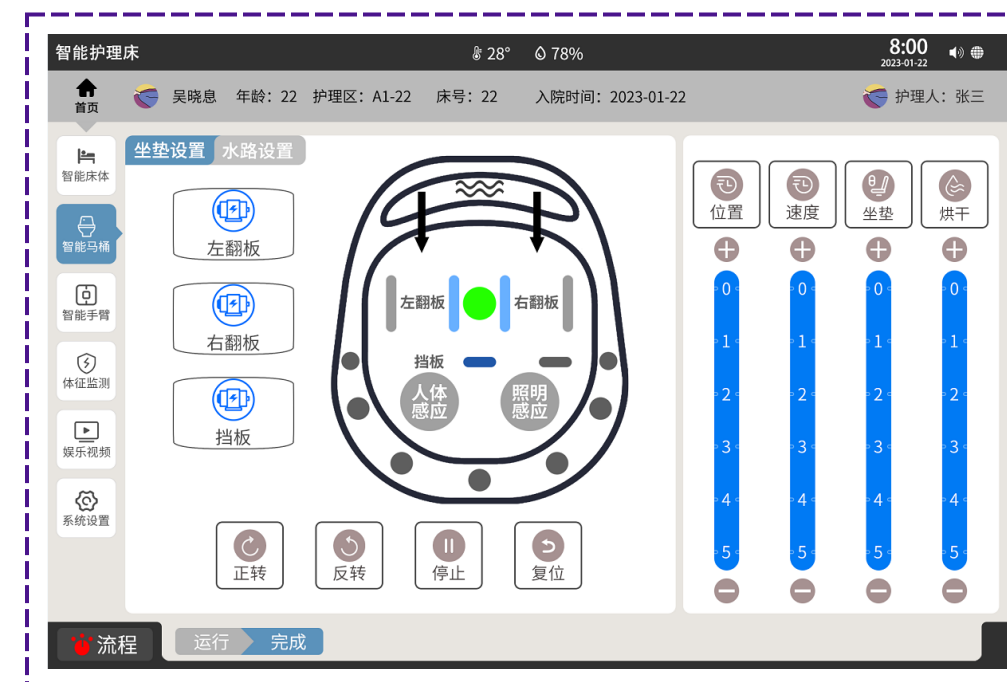 智能护理床 28° 78% 8:00
2023-01-22
首页 吴晓息 年龄：22 护理区：A1-22 床号：22 入院时间：2023-01-22 护理人：张三
智能床体
智能马桶
智能手臂
体征监测
娱乐视频
系统设置
坐垫设置 水路设置
左翻板
右翻板
挡板
左翻板 右翻板
挡板
人体
感应
照明
感应
正转 反转 停止 复位
位置 速度 坐垫 烘干
0 0 0 0
1 1 1 1
2 2 2 2
3 3 3 3
4 4 4 4
5 5 5 5
流程 运行 完成